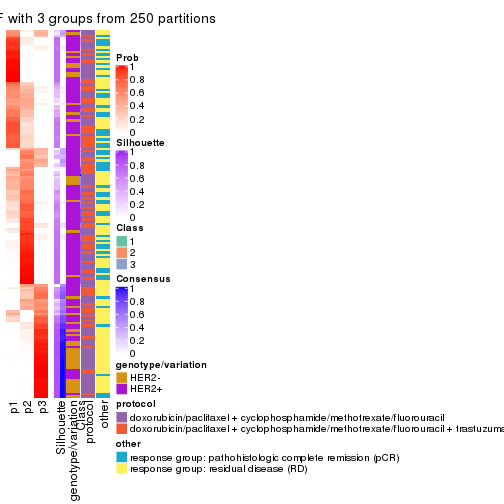 F with 3 groups from 250 partitions
Prob
1
0.8
0.6
0.4
0.2
0
Silhouette
1
0.8
0.6
0.4
0.2
0
Class
1
2
3
Consensus
1
0.8
0.6
0.4
0.2
0
genotype/variation
HER2-
HER2+
protocol
doxorubicin/paclitaxel + cyclophosphamide/methotrexate/fluorouracil
doxorubicin/paclitaxel + cyclophosphamide/methotrexate/fluorouracil + trastuzuma
other
response group: pathohistologic complete remission (pCR)
response group: residual disease (RD)
p1
p2
p3
Silhouette
genotype/variation
Class
protocol
other